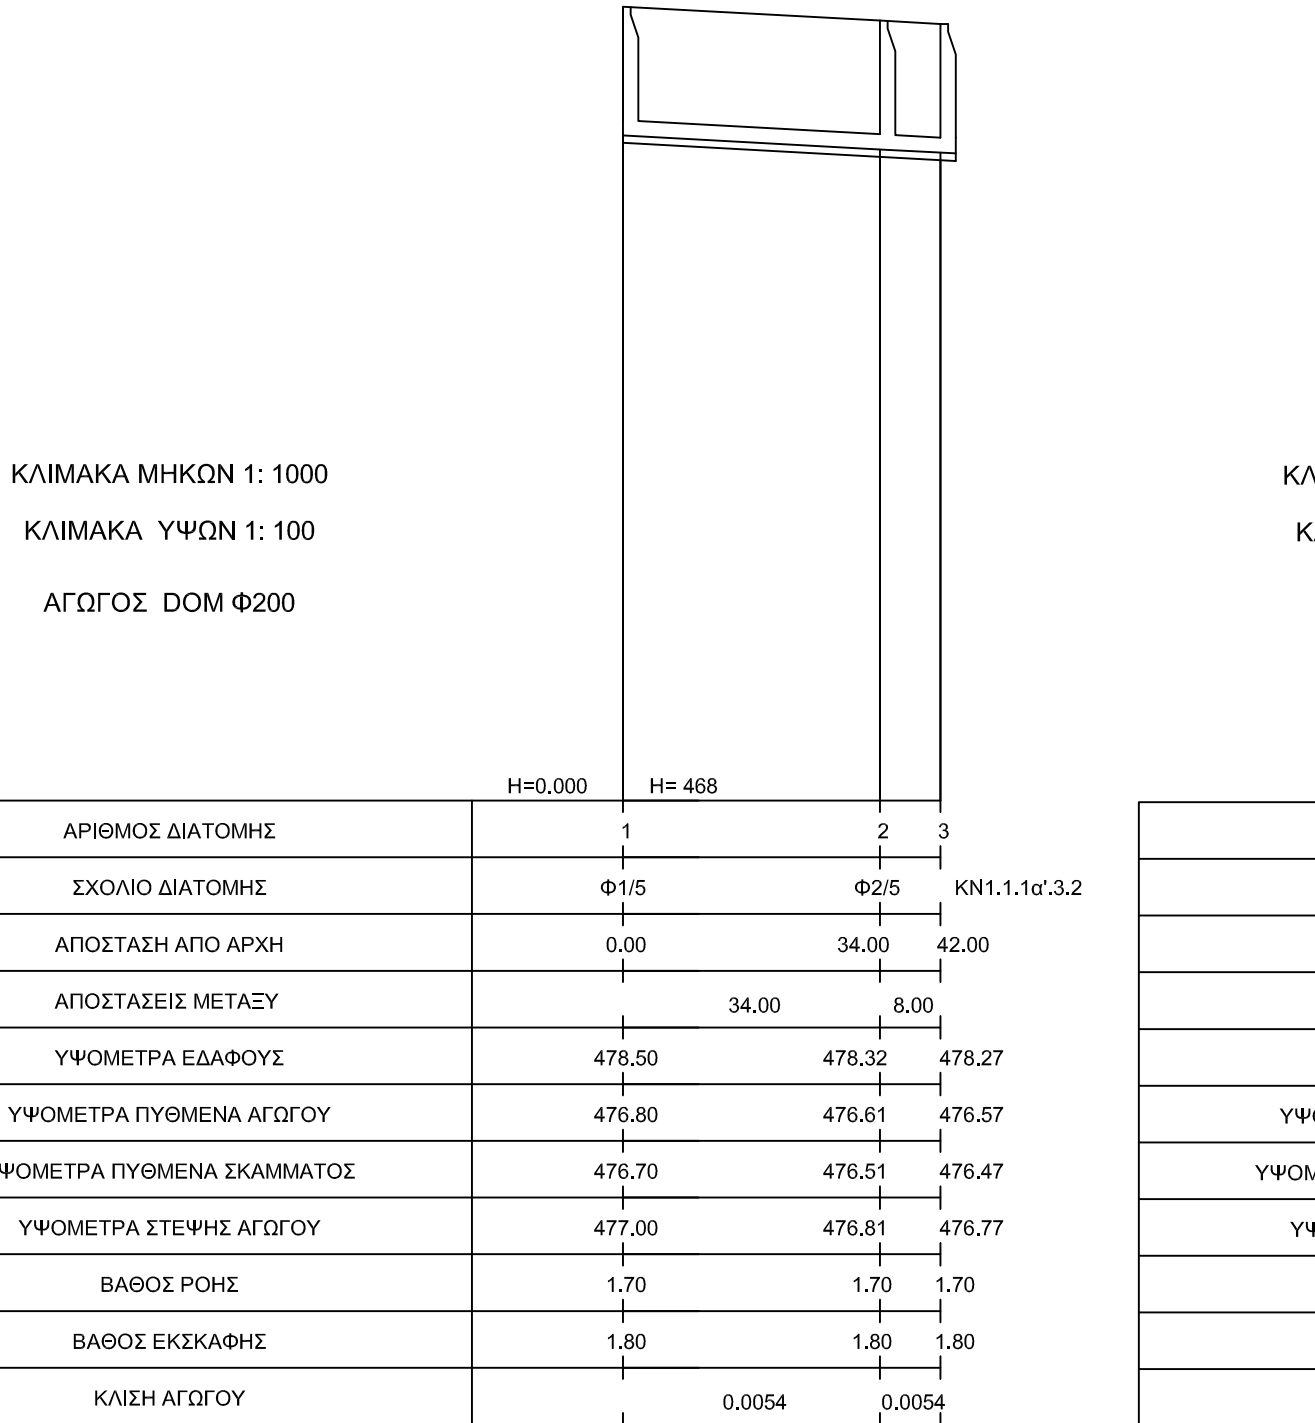 ΚΛΙΜΑΚΑ ΜΗΚΩΝ 1: 1000
ΚΛΙΜΑΚΑ ΥΨΩΝ 1: 100
ΑΓΩΓΟΣ DOM Φ200
H=0.000 H= 468
ΑΡΙΘΜΟΣ ΔΙΑΤΟΜΗΣ 1 2 3
ΣΧΟΛΙΟ ΔΙΑΤΟΜΗΣ Φ1/5 Φ2/5 ΚΝ1.1.1α'.3.2
ΑΠΟΣΤΑΣΗ ΑΠΟ ΑΡΧΗ 0.00 34.00 42.00
ΑΠΟΣΤΑΣΕΙΣ ΜΕΤΑΞΥ 34.00 8.00
ΥΨΟΜΕΤΡΑ ΕΔΑΦΟΥΣ 478.50 478.32 478.27
ΥΨΟΜΕΤΡΑ ΠΥΘΜΕΝΑ ΑΓΩΓΟΥ 476.80 476.61 476.57
ΨΟΜΕΤΡΑ ΠΥΘΜΕΝΑ ΣΚΑΜΜΑΤΟΣ 476.70 476.51 476.47
ΥΨΟΜΕΤΡΑ ΣΤΕΨΗΣ ΑΓΩΓΟΥ 477.00 476.81 476.77
ΒΑΘΟΣ ΡΟΗΣ 1.70 1.70 1.70
ΒΑΘΟΣ ΕΚΣΚΑΦΗΣ 1.80 1.80 1.80
ΚΛΙΣΗ ΑΓΩΓΟΥ 0.0054 0.0054